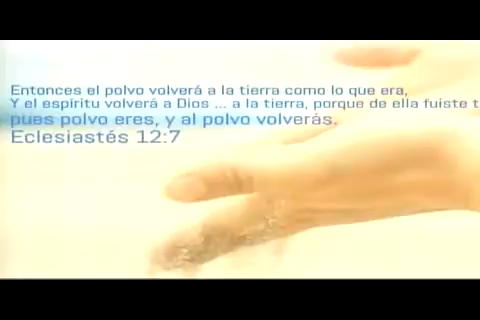 Entonces el polvo volverá a la tierra como lo que era,
Y el espíritu volverá a Dios ... a la tierra, porque de ella fuiste t
pues polvo eres, y al polvo volverás.
Eclesiastés 12:7